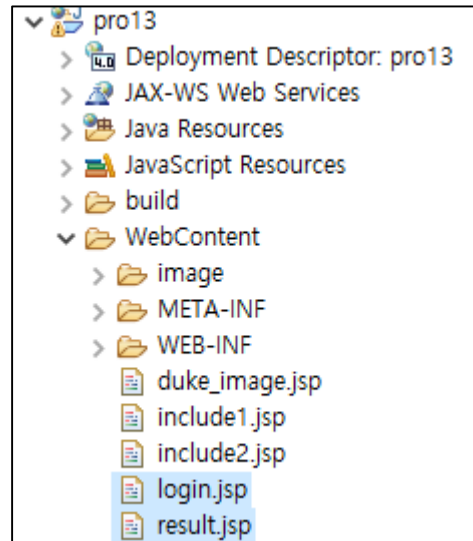 pro13
Deployment Descriptor: pro13
JAX-WS Web Services
Java Resources
JavaScript Resources
build
WebContent
image
META-INF
WEB-INF
duke_image.jsp
include1.jsp
include2.jsp
login.jsp
result.jsp